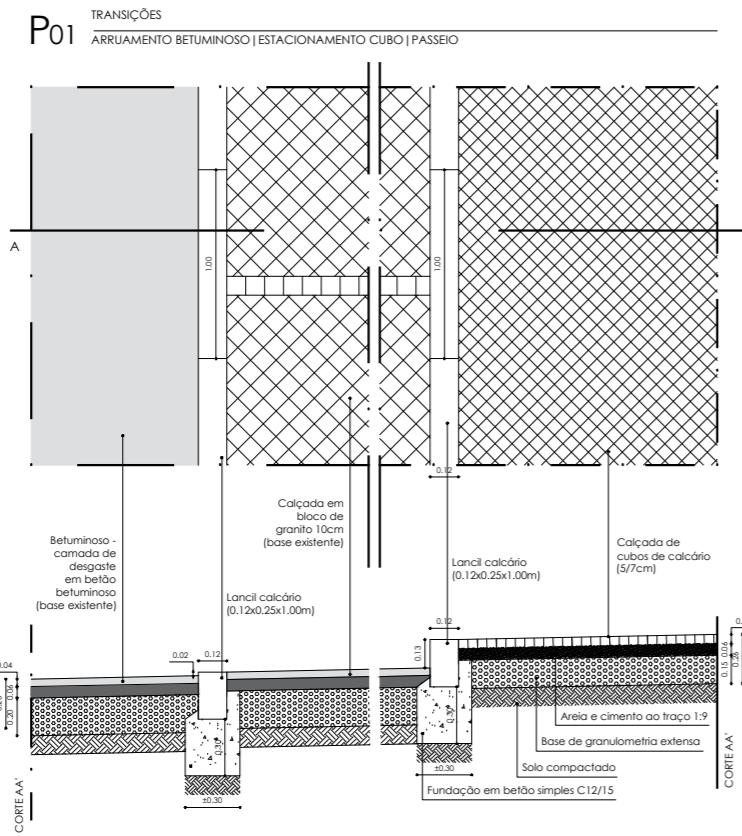 P01
TRANSIÇÕES
ARRUAMENTO BETUMINOSO | ESTACIONAMENTO CUBO | PASSEIO
A
1.00
1.00
0.12
Betuminoso -
camada de
desgaste
em betão
betuminoso
(base existente)
Lancil calcário
(0.12x0.25x1.00m)
Calçada em
bloco de
granito 10cm
(base existente)
Lancil calcário
(0.12x0.25x1.00m)
Calçada de
cubos de calcário
(5/7cm)
0.04
0.06
0.20
0.02
0.12
0.30
±0.30
0.12
0.13
0.30
±0.30
0.06
0.15
0.26
Areia e cimento ao traço 1:9
Base de granulometria extensa
Solo compactado
Fundação em betão simples C12/15
CORTE AA'
CORTE AA'